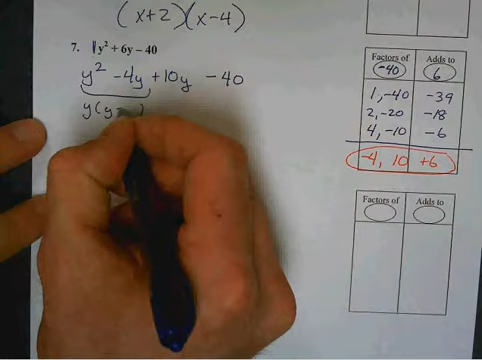 (x+2)(x-4)
7. y² + 6y - 40
y² - 4y + 10y - 40
y(y-
Factors of Adds to
-40 6
1, -40 -39
2, -20 -18
4, -10 -6
-4, 10 +6
Factors of Adds to